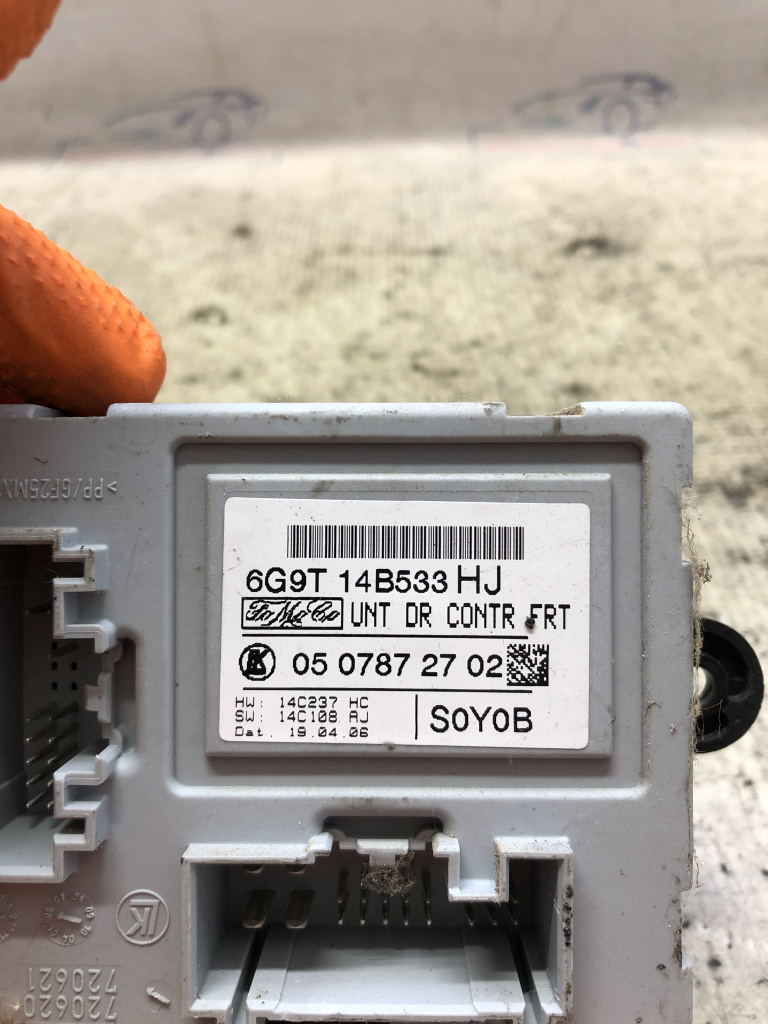 >PP/GF25MX
6G9T 14B533 HJ
FoMoCo UNT DR CONTR FRT
K 05 0787 27 02
HW: 14C237 HC
SW: 14C108 AJ
Dat. 19.04.06
S0Y0B
720620
720621